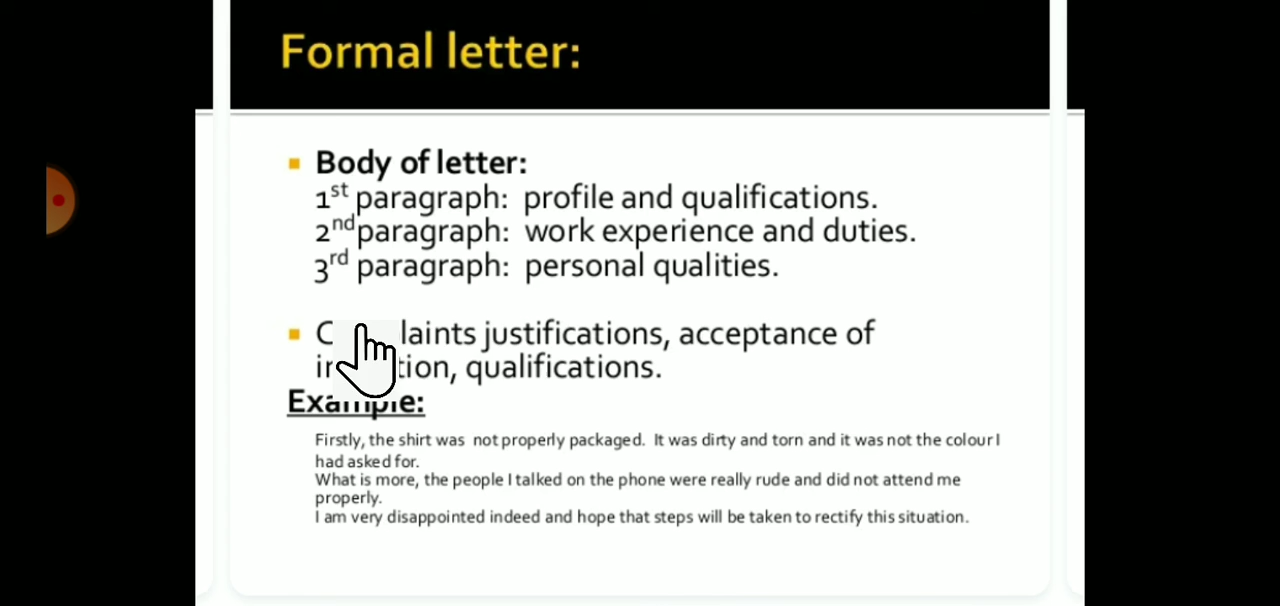 Formal letter:
Body of letter:
1st paragraph: profile and qualifications.
2nd paragraph: work experience and duties.
3rd paragraph: personal qualities.
justifications, acceptance of
qualifications.
Example:
Firstly, the shirt was not properly packaged. It was dirty and torn and it was not the colour I
had asked for.
What is more, the people I talked on the phone were really rude and did not attend me
properly.
I am very disappointed indeed and hope that steps will be taken to rectify this situation.